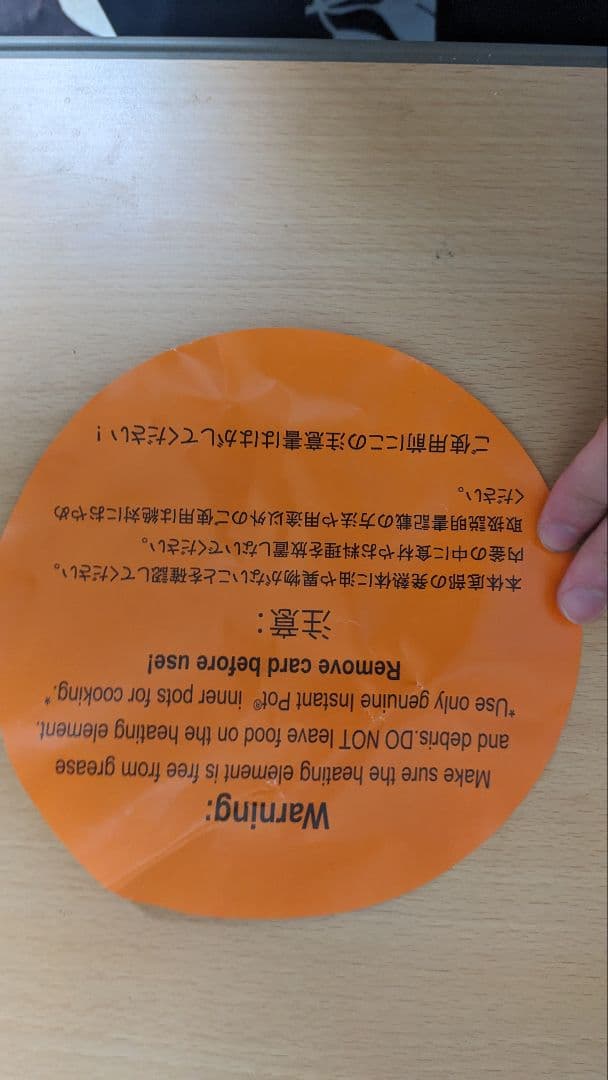 Warning:
Make sure the heating element is free from grease
and debris.DO NOT leave food on the heating element.
*Use only genuine Instant Pot® inner pots for cooking.*
Remove card before use!
注意：
本体底部の発熱体に油や異物がないことを確認してください。
内釜の中に食材やお料理を放置しないでください。
取扱説明書記載の方法や用途以外のご使用は絶対におやめ
ください。
ご使用前にこの注意書ははがしてください！